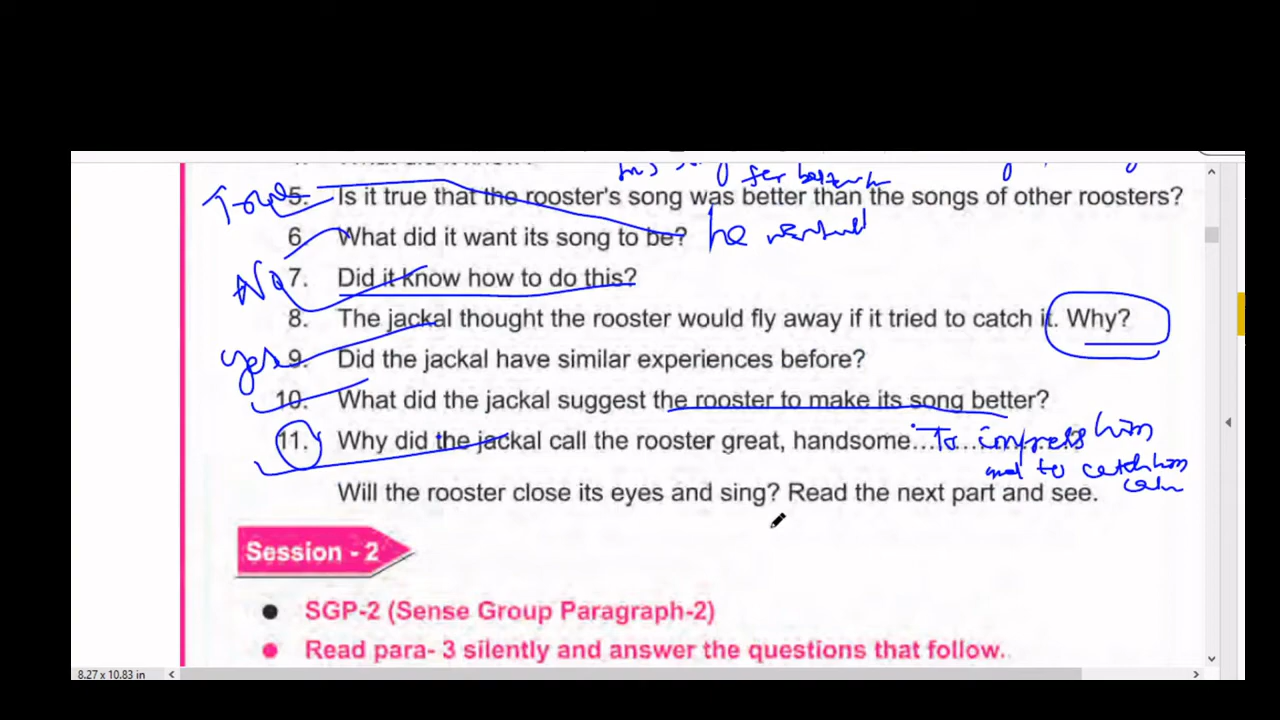 far better
True 5. Is it true that the rooster's song was better than the songs of other roosters?
6. What did it want its song to be? he wanted
No 7. Did it know how to do this?
8. The jackal thought the rooster would fly away if it tried to catch it. Why?
yes 9. Did the jackal have similar experiences before?
10. What did the jackal suggest the rooster to make its song better?
11. Why did the jackal call the rooster great, handsome...To impress him
and to catch him
Will the rooster close its eyes and sing? Read the next part and see.
Session - 2
● SGP-2 (Sense Group Paragraph-2)
● Read para- 3 silently and answer the questions that follow..
8.27 x 10.83 in